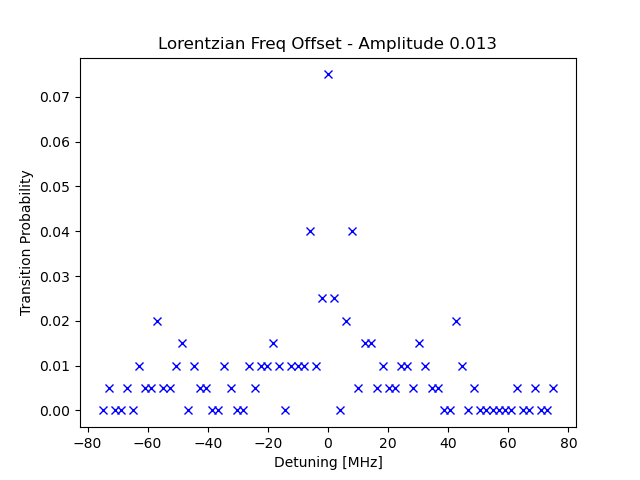 Lorentzian Freq Offset - Amplitude 0.013
Transition Probability
0.07
0.06
0.05
0.04
0.03
0.02
0.01
0.00
−80 −60 −40 −20 0 20 40 60 80
Detuning [MHz]